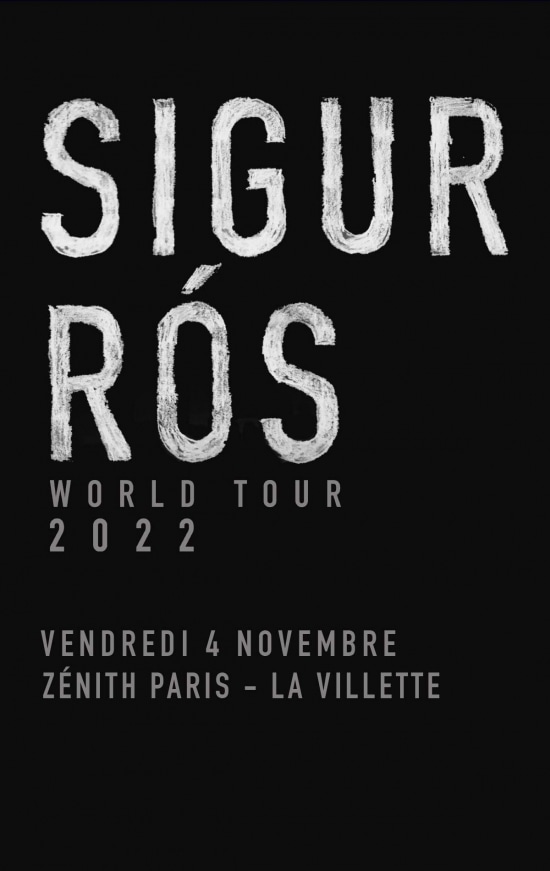 SIGUR
RÓS
WORLD TOUR
2022
VENDREDI 4 NOVEMBRE
ZÉNITH PARIS - LA VILLETTE